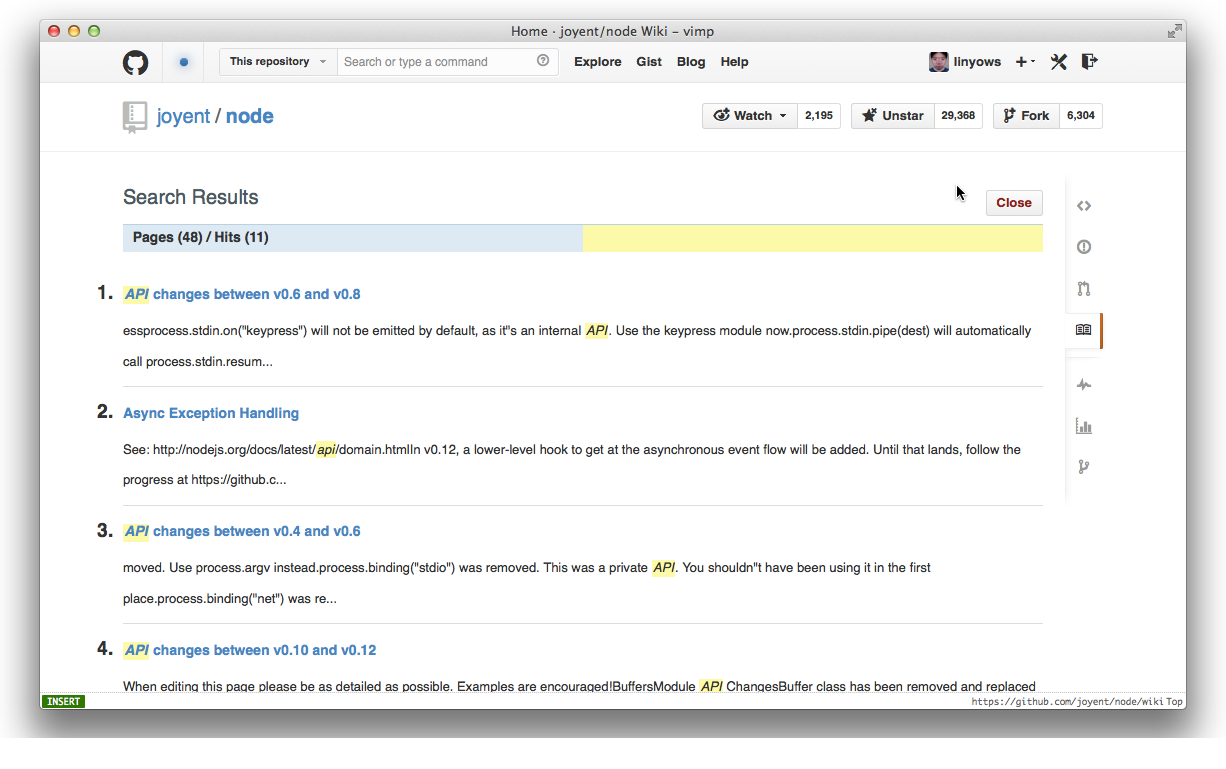 Home · joyent/node Wiki – vimp
This repository Search or type a command Explore Gist Blog Help linyows
joyent / node Watch 2,195 Unstar 29,368 Fork 6,304
Search Results
Close
Pages (48) / Hits (11)
1. API changes between v0.6 and v0.8
essprocess.stdin.on("keypress") will not be emitted by default, as it"s an internal API. Use the keypress module now.process.stdin.pipe(dest) will automatically
call process.stdin.resum...
2. Async Exception Handling
See: http://nodejs.org/docs/latest/api/domain.htmlIn v0.12, a lower-level hook to get at the asynchronous event flow will be added. Until that lands, follow the
progress at https://github.c...
3. API changes between v0.4 and v0.6
moved. Use process.argv instead.process.binding("stdio") was removed. This was a private API. You shouldn"t have been using it in the first
place.process.binding("net") was re...
4. API changes between v0.10 and v0.12
When editing this page please be as detailed as possible. Examples are encouraged!BuffersModule API ChangesBuffer class has been removed and replaced
INSERT https://github.com/joyent/node/wiki Top